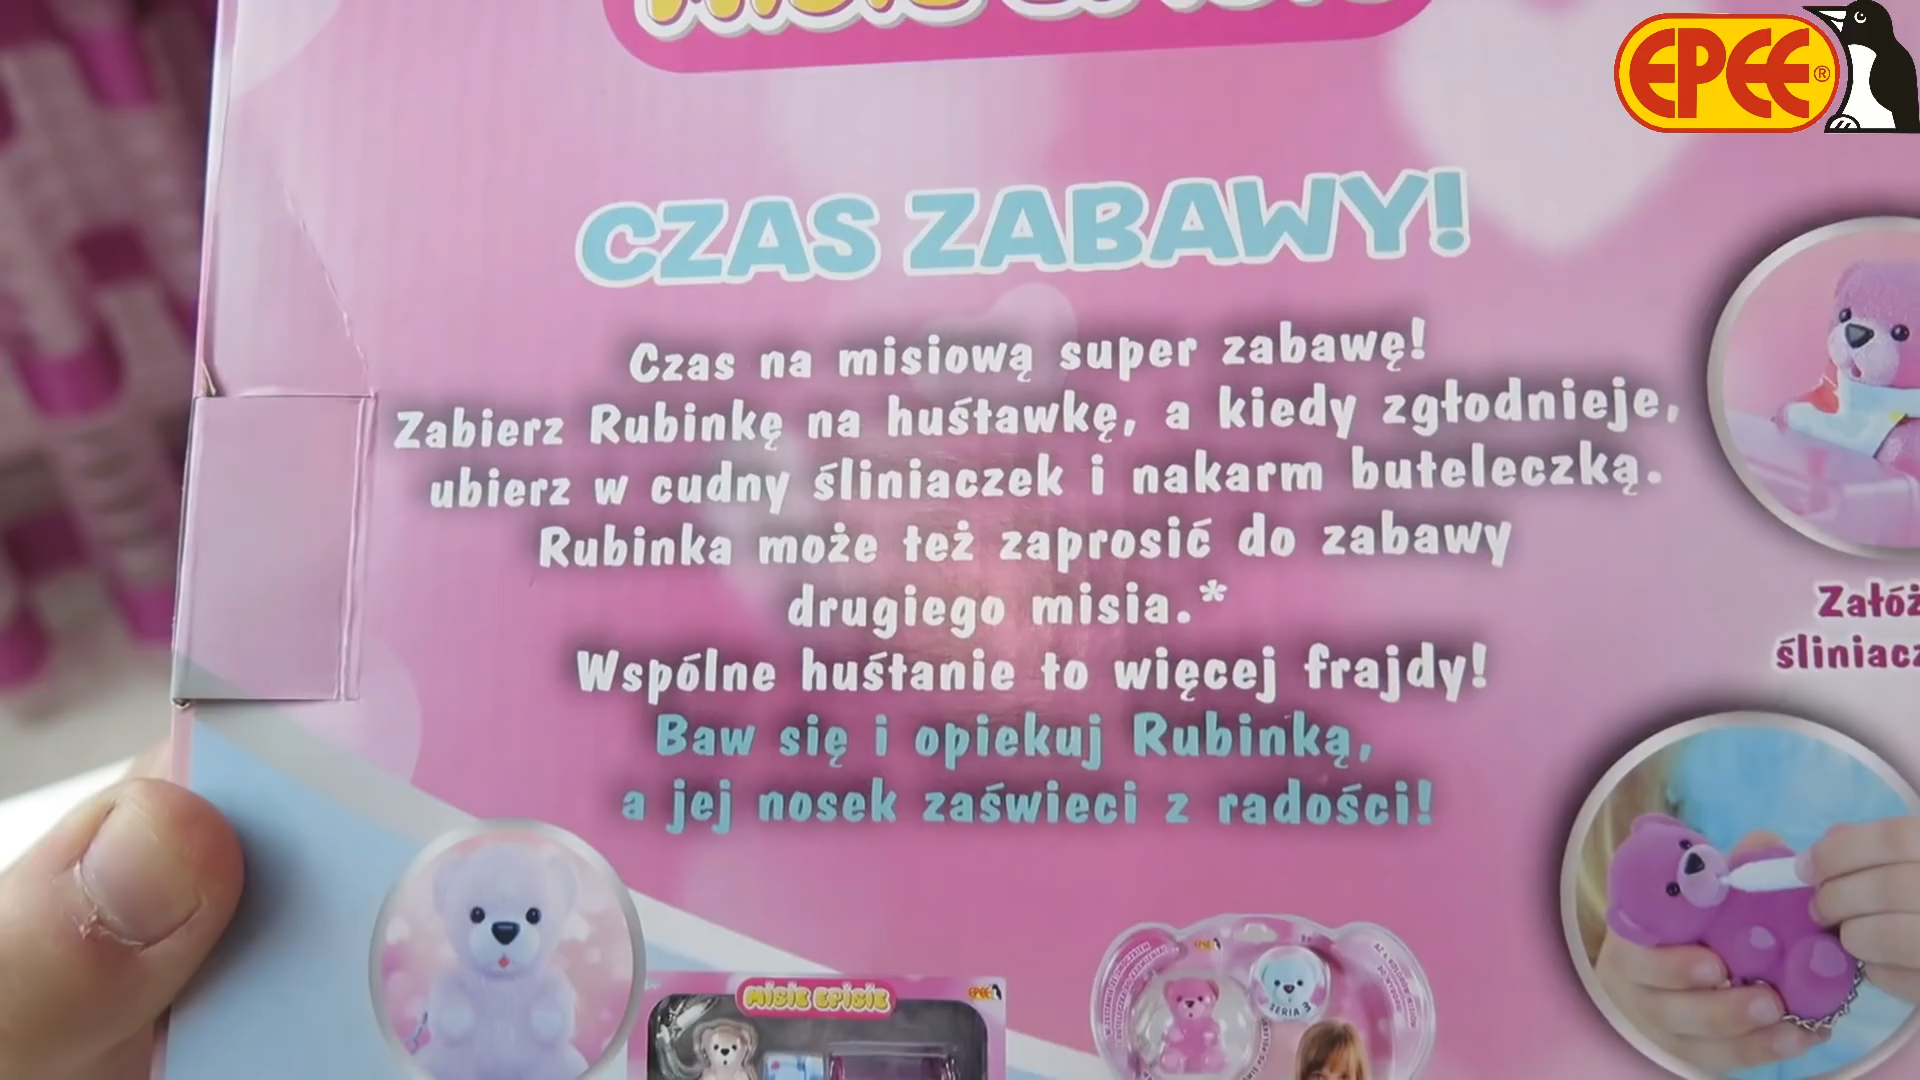 EPEE®
CZAS ZABAWY!
Czas na misiową super zabawę!
Zabierz Rubinkę na huśtawkę, a kiedy zgłodnieje,
ubierz w cudny śliniaczek i nakarm buteleczką.
Rubinka może też zaprosić do zabawy
drugiego misia.*
Wspólne huśtanie to więcej frajdy!
Baw się i opiekuj Rubinką,
a jej nosek zaświeci z radości!
MISIE EPISIE
EPEE
SERIA 3